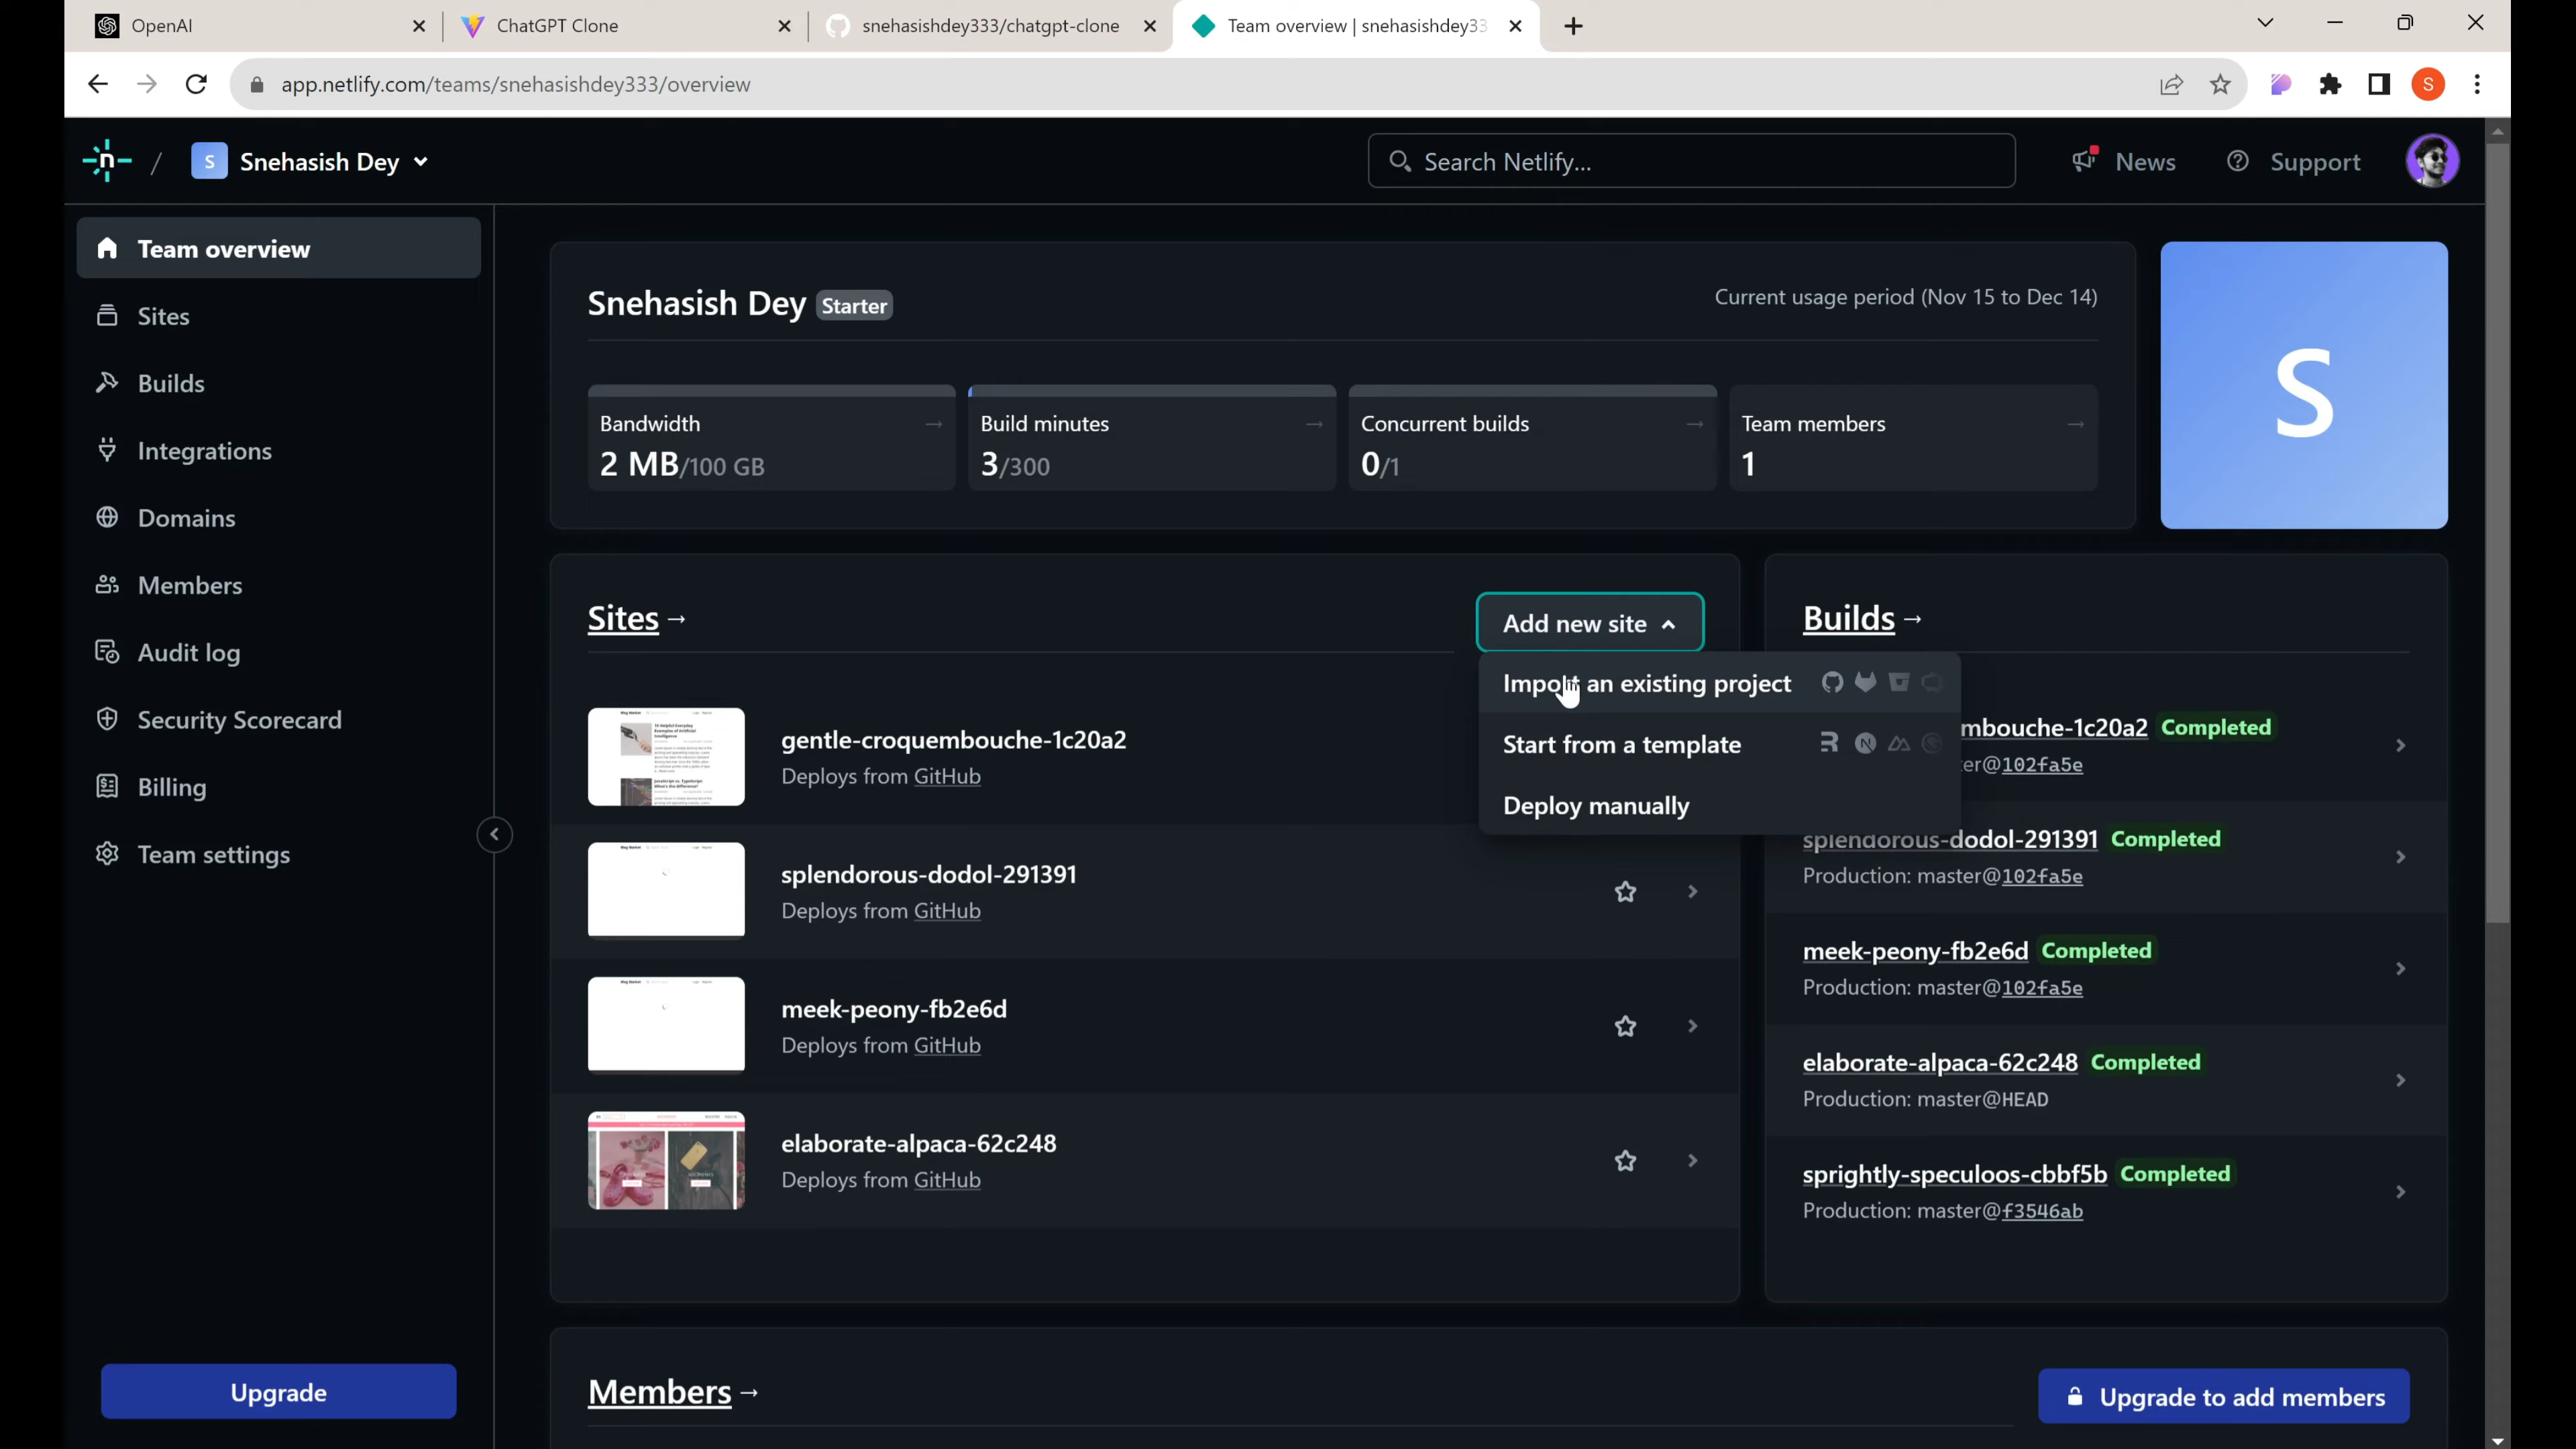 OpenAI
ChatGPT Clone
snehasishdey333/chatgpt-clone
Team overview | snehasishdey33
app.netlify.com/teams/snehasishdey333/overview
S
n / S Snehasish Dey
Search Netlify...
News
Support
Team overview
Sites
Builds
Integrations
Domains
Members
Audit log
Security Scorecard
Billing
Team settings
Upgrade
Snehasish Dey Starter
Current usage period (Nov 15 to Dec 14)
Bandwidth →
2 MB/100 GB
Build minutes →
3/300
Concurrent builds →
0/1
Team members →
1
S
Sites →
Add new site
Import an existing project
Start from a template
Deploy manually
gentle-croquembouche-1c20a2
Deploys from GitHub
splendorous-dodol-291391
Deploys from GitHub
meek-peony-fb2e6d
Deploys from GitHub
elaborate-alpaca-62c248
Deploys from GitHub
Builds →
mbouche-1c20a2 Completed
er@102fa5e
splendorous-dodol-291391 Completed
Production: master@102fa5e
meek-peony-fb2e6d Completed
Production: master@102fa5e
elaborate-alpaca-62c248 Completed
Production: master@HEAD
sprightly-speculoos-cbbf5b Completed
Production: master@f3546ab
Members →
Upgrade to add members